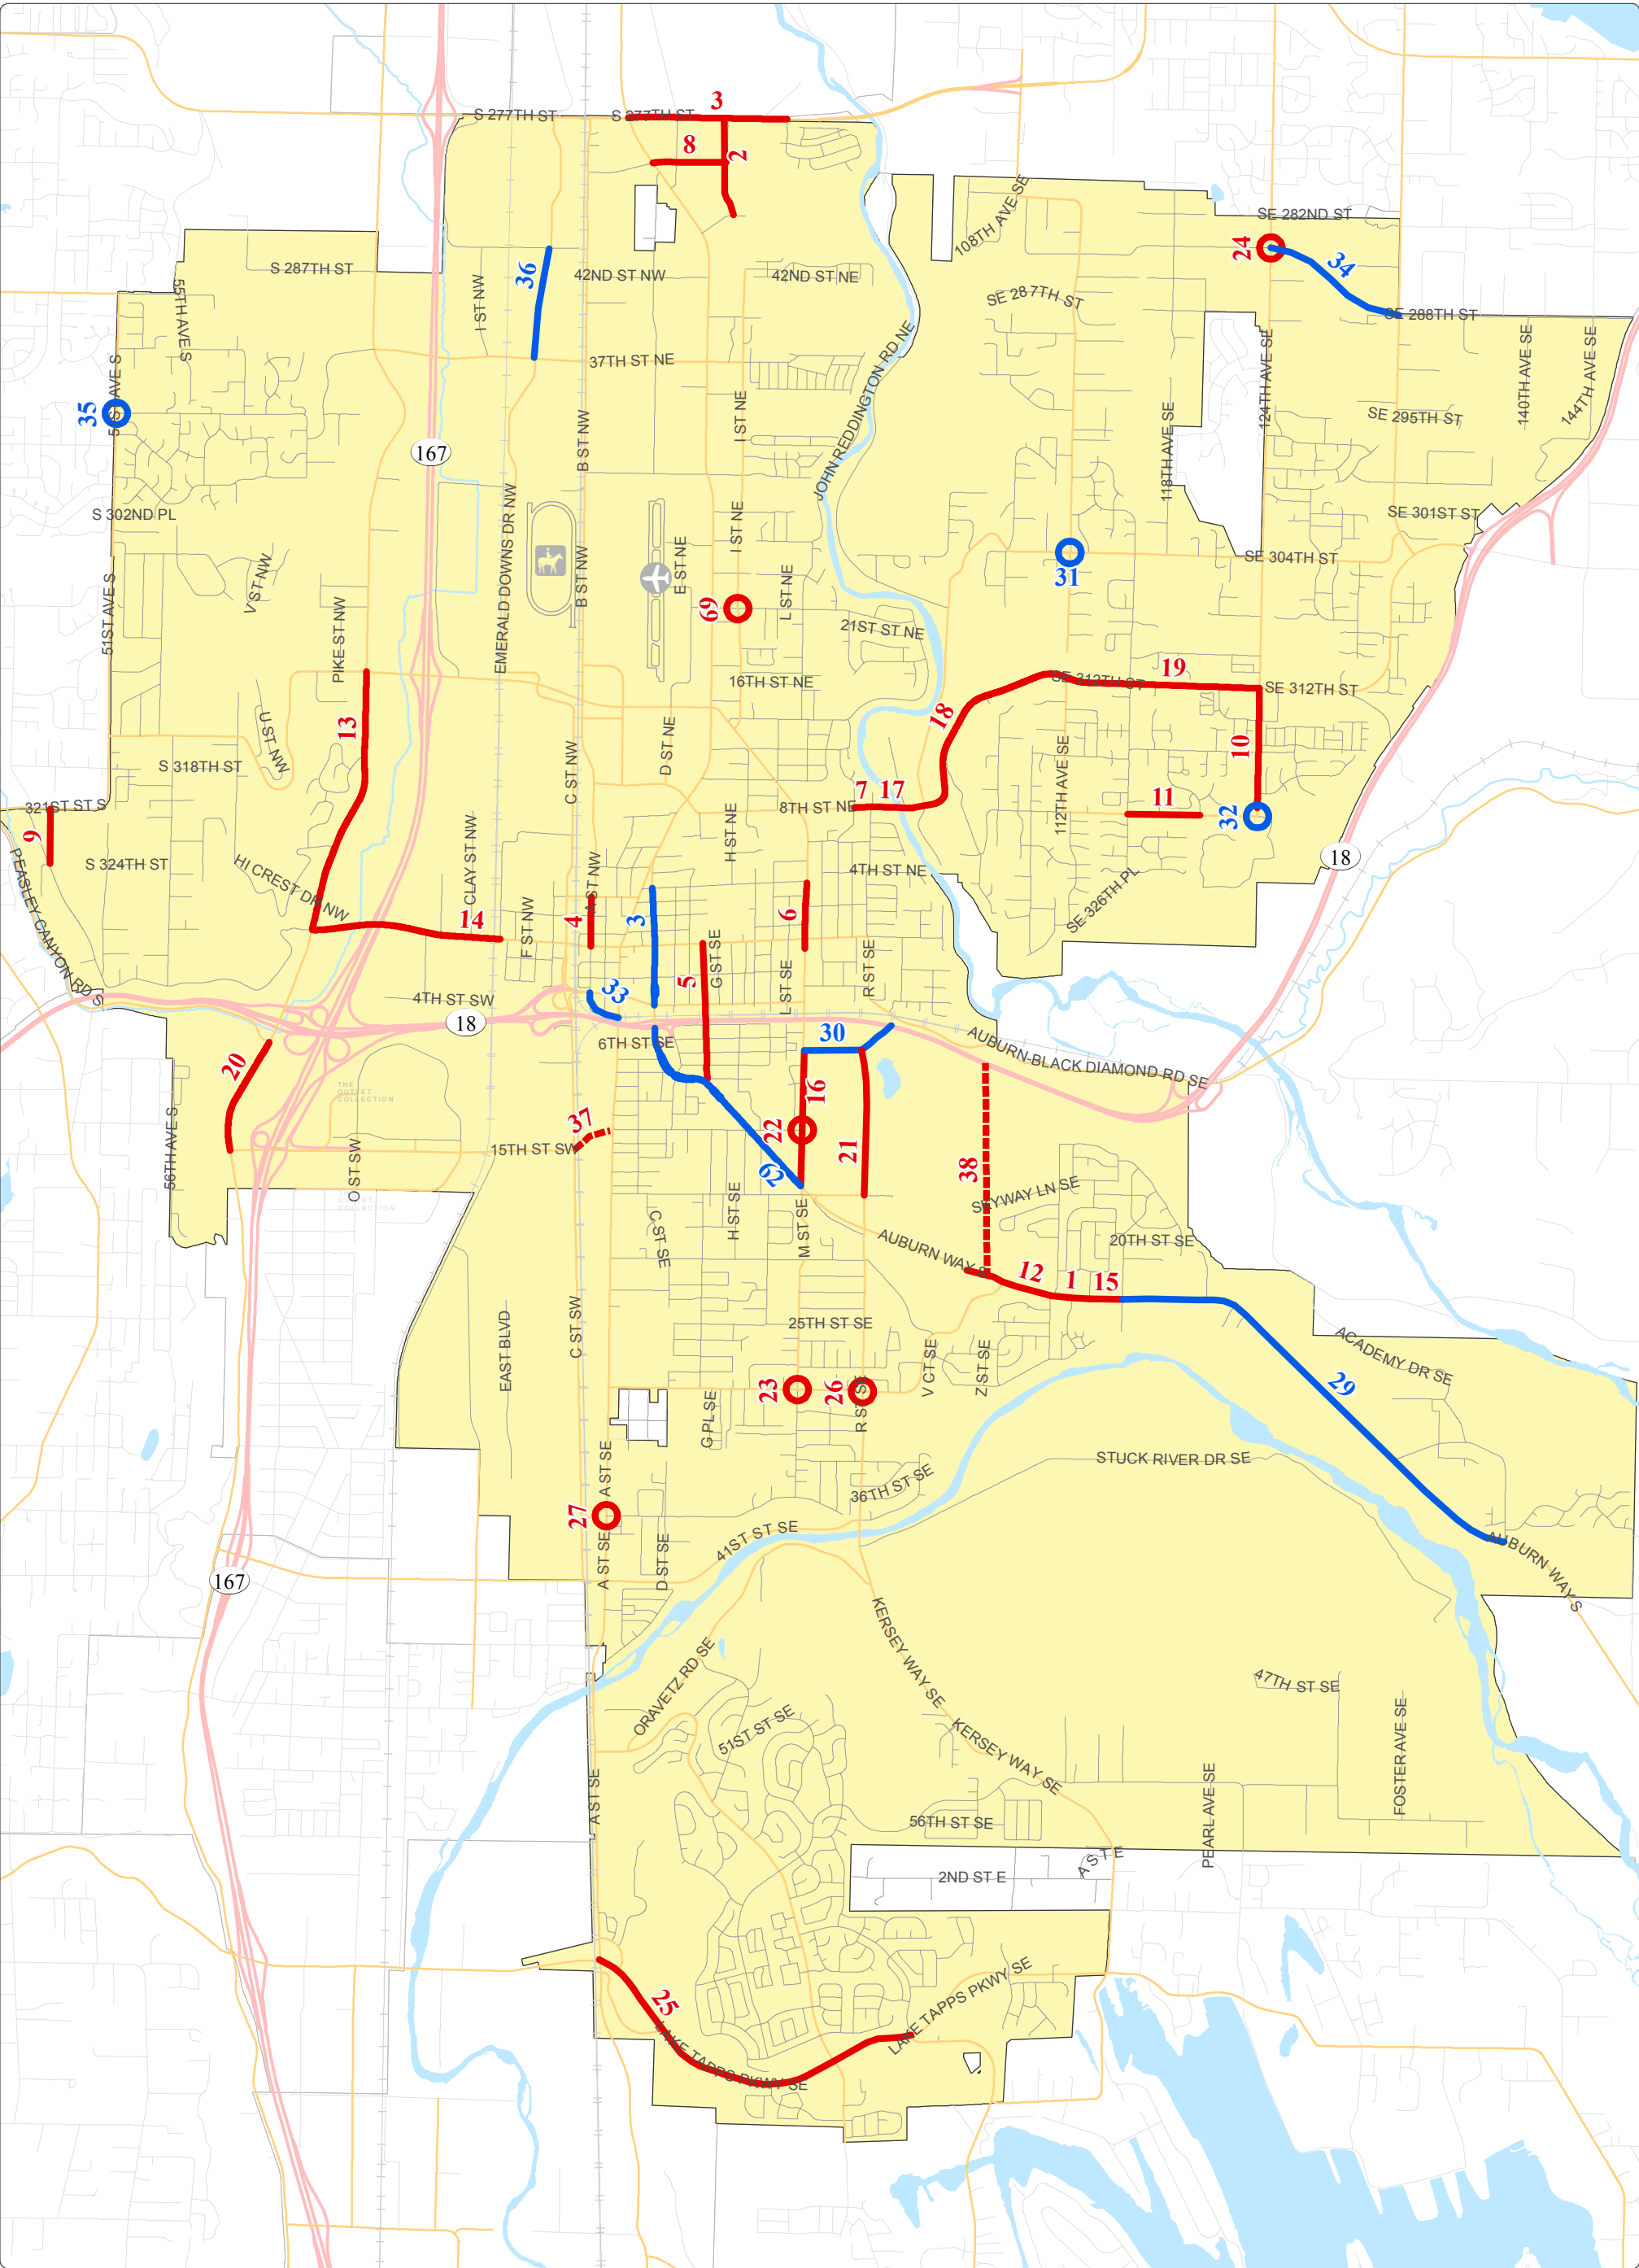 3
S 277TH ST
S 277TH ST
8
2
108TH AVE SE
SE 282ND ST
24
34
S 287TH ST
55TH AVE S
36
42ND ST NW
42ND ST NE
SE 287TH ST
SE 288TH ST
I ST NW
JOHN REDDINGTON RD NE
37TH ST NE
124TH AVE SE
140TH AVE SE
144TH AVE SE
35
I ST NE
118TH AVE SE
SE 295TH ST
167
B ST NW
S 302ND PL
EMERALD DOWNS DR NW
I ST NE
SE 301ST ST
V ST NW
B ST NW
E ST NE
L ST NE
31
SE 304TH ST
51ST AVE S
69
21ST ST NE
PIKE ST NW
16TH ST NE
SE 312TH ST
19
SE 312TH ST
13
U ST NW
18
D ST NE
10
S 318TH ST
C ST NW
112TH AVE SE
321ST ST S
7
17
8TH ST NE
11
32
9
S 324TH ST
H ST NE
CLAY ST NW
18
HI CREST DR NW
4TH ST NE
A ST NW
SE 326TH PL
PEASLEY CANYON RD S
14
F ST NW
4
3
6
G ST SE
R ST SE
5
L ST SE
4TH ST SW
33
18
6TH ST SE
30
AUBURN-BLACK DIAMOND RD SE
20
THE
OUTLET
COLLECTION
16
37
22
56TH AVE S
15TH ST SW
21
O ST SW
62
38
COLLECTION
SKYWAY LN SE
C ST SE
H ST SE
M ST SE
AUBURN WAY S
20TH ST SE
12
1
15
EAST BLVD
C ST SW
25TH ST SE
V CT SE
Z ST SE
ACADEMY DR SE
29
23
26
G PL SE
R ST SE
STUCK RIVER DR SE
A ST SE
36TH ST SE
27
41ST ST SE
A ST SE
D ST SE
AUBURN WAY S
167
KERSEY WAY SE
ORAVETZ RD SE
47TH ST SE
51ST ST SE
KERSEY WAY SE
FOSTER AVE SE
A ST SE
56TH ST SE
PEARL AVE SE
A ST E
2ND ST E
25
LAKE TAPPS PKWY SE
LAKE TAPPS PKWY SE